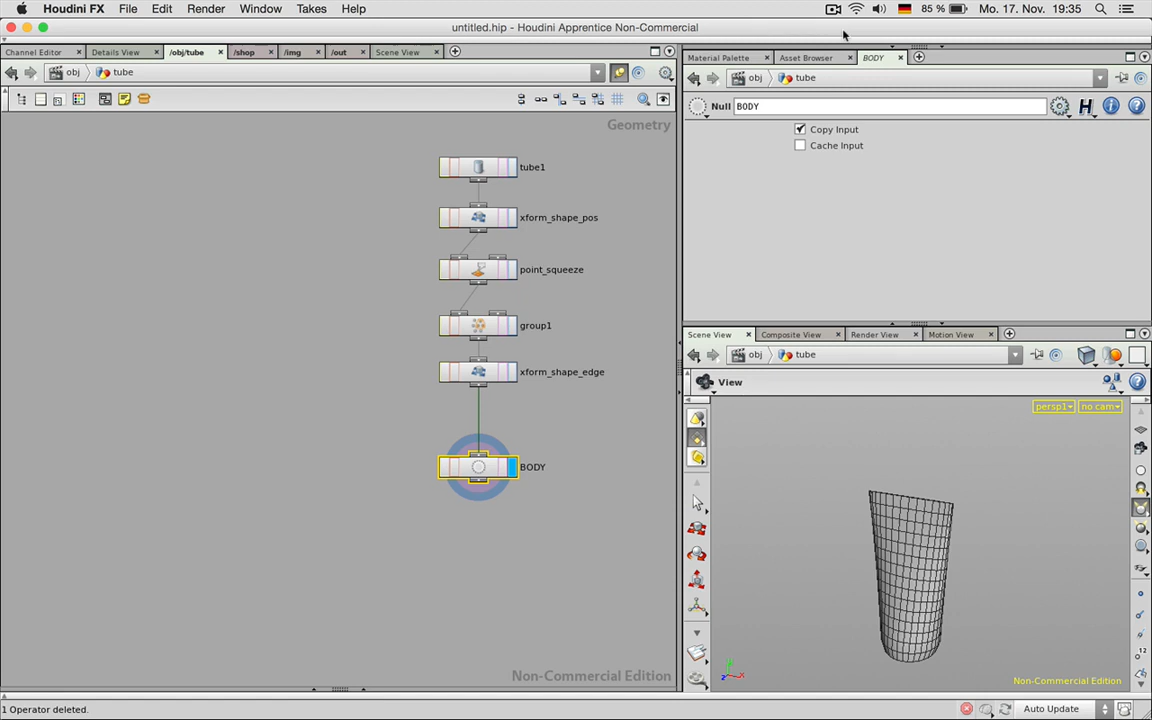 Houdini FX File Edit Render Window Takes Help 85 % Mo. 17. Nov. 19:35
untitled.hip - Houdini Apprentice Non-Commercial
Channel Editor Details View /obj/tube /shop /img /out Scene View
Material Palette Asset Browser BODY
obj tube
obj tube
Null BODY
Copy Input
Cache Input
Geometry
tube1
xform_shape_pos
point_squeeze
group1
xform_shape_edge
BODY
Non-Commercial Edition
Scene View Composite View Render View Motion View
obj tube
View
persp1 no cam
12
z x
Non-Commercial Edition
1 Operator deleted.
Auto Update